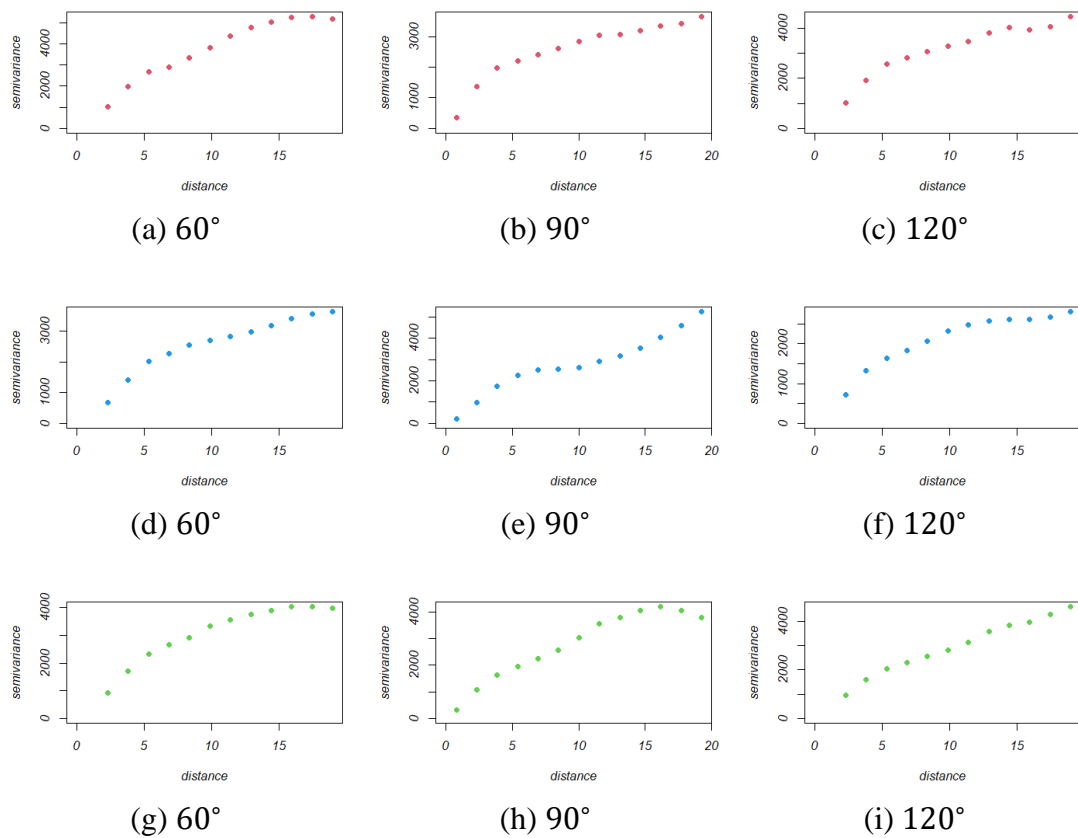 semivariance
0 2000 4000
0 5 10 15
distance
(a) 60°
semivariance
0 1000 3000
0 5 10 15 20
distance
(b) 90°
semivariance
0 2000 4000
0 5 10 15
distance
(c) 120°
semivariance
0 1000 3000
0 5 10 15
distance
(d) 60°
semivariance
0 2000 4000
0 5 10 15 20
distance
(e) 90°
semivariance
0 1000 2000
0 5 10 15
distance
(f) 120°
semivariance
0 2000 4000
0 5 10 15
distance
(g) 60°
semivariance
0 2000 4000
0 5 10 15 20
distance
(h) 90°
semivariance
0 2000 4000
0 5 10 15
distance
(i) 120°